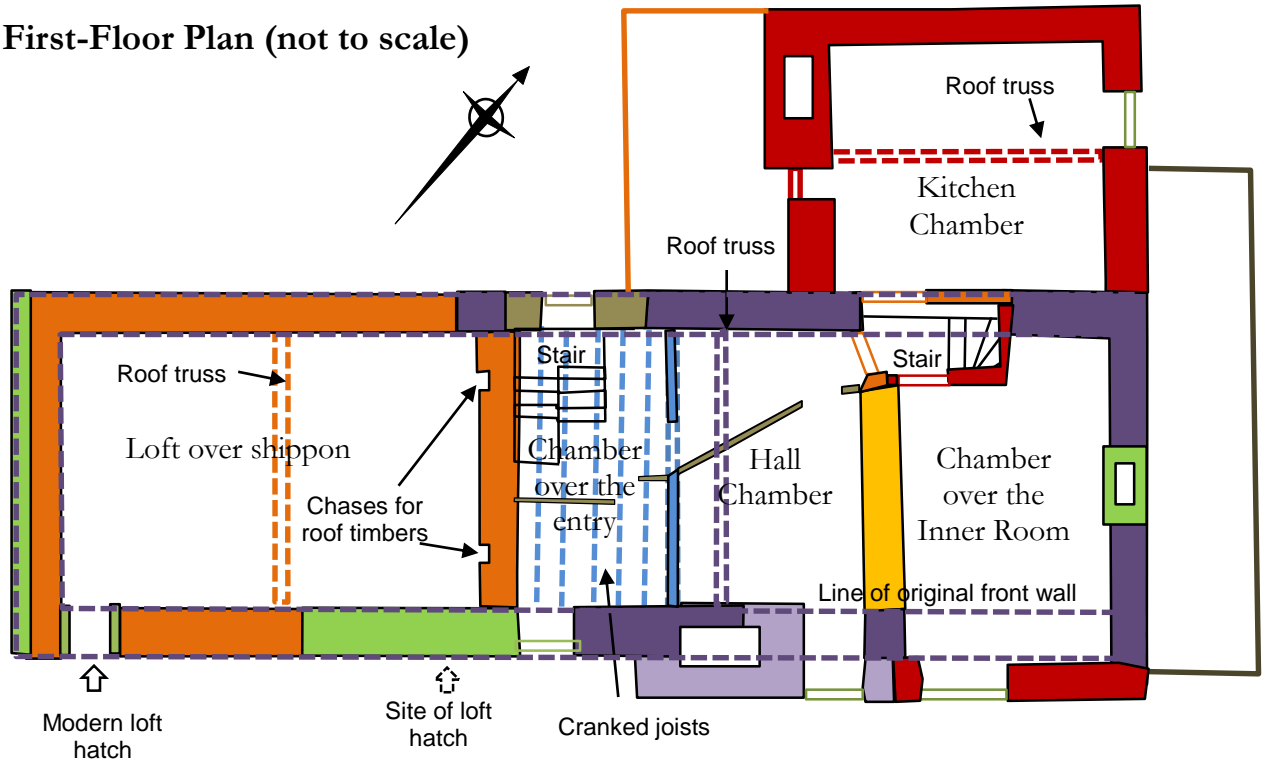 First-Floor Plan (not to scale)
Roof truss
Kitchen
Chamber
Roof truss
Roof truss
Stair
Stair
Loft over shippon
Chamber
over the
entry
Hall
Chamber
Chamber
over the
Inner Room
Chases for
roof timbers
Line of original front wall
Modern loft
hatch
Site of loft
hatch
Cranked joists